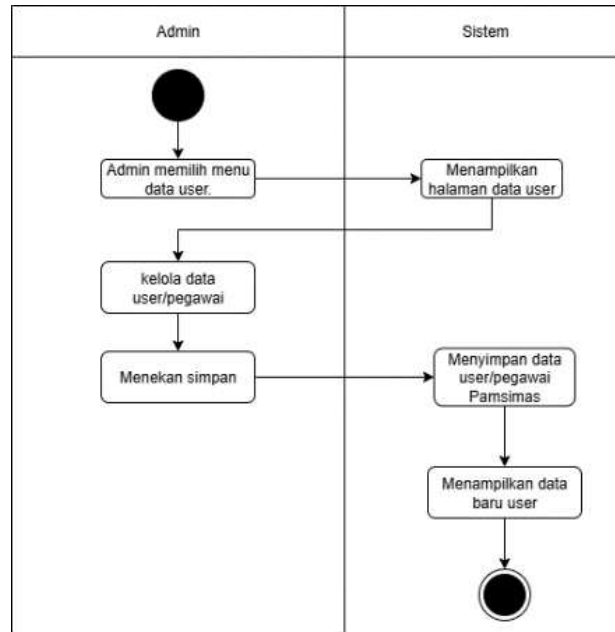 Admin
Sistem
Admin memilih menu
data user.
Menampilkan
halaman data user
kelola data
user/pegawai
Menekan simpan
Menyimpan data
user/pegawai
Pamsimas
Menampilkan data
baru user